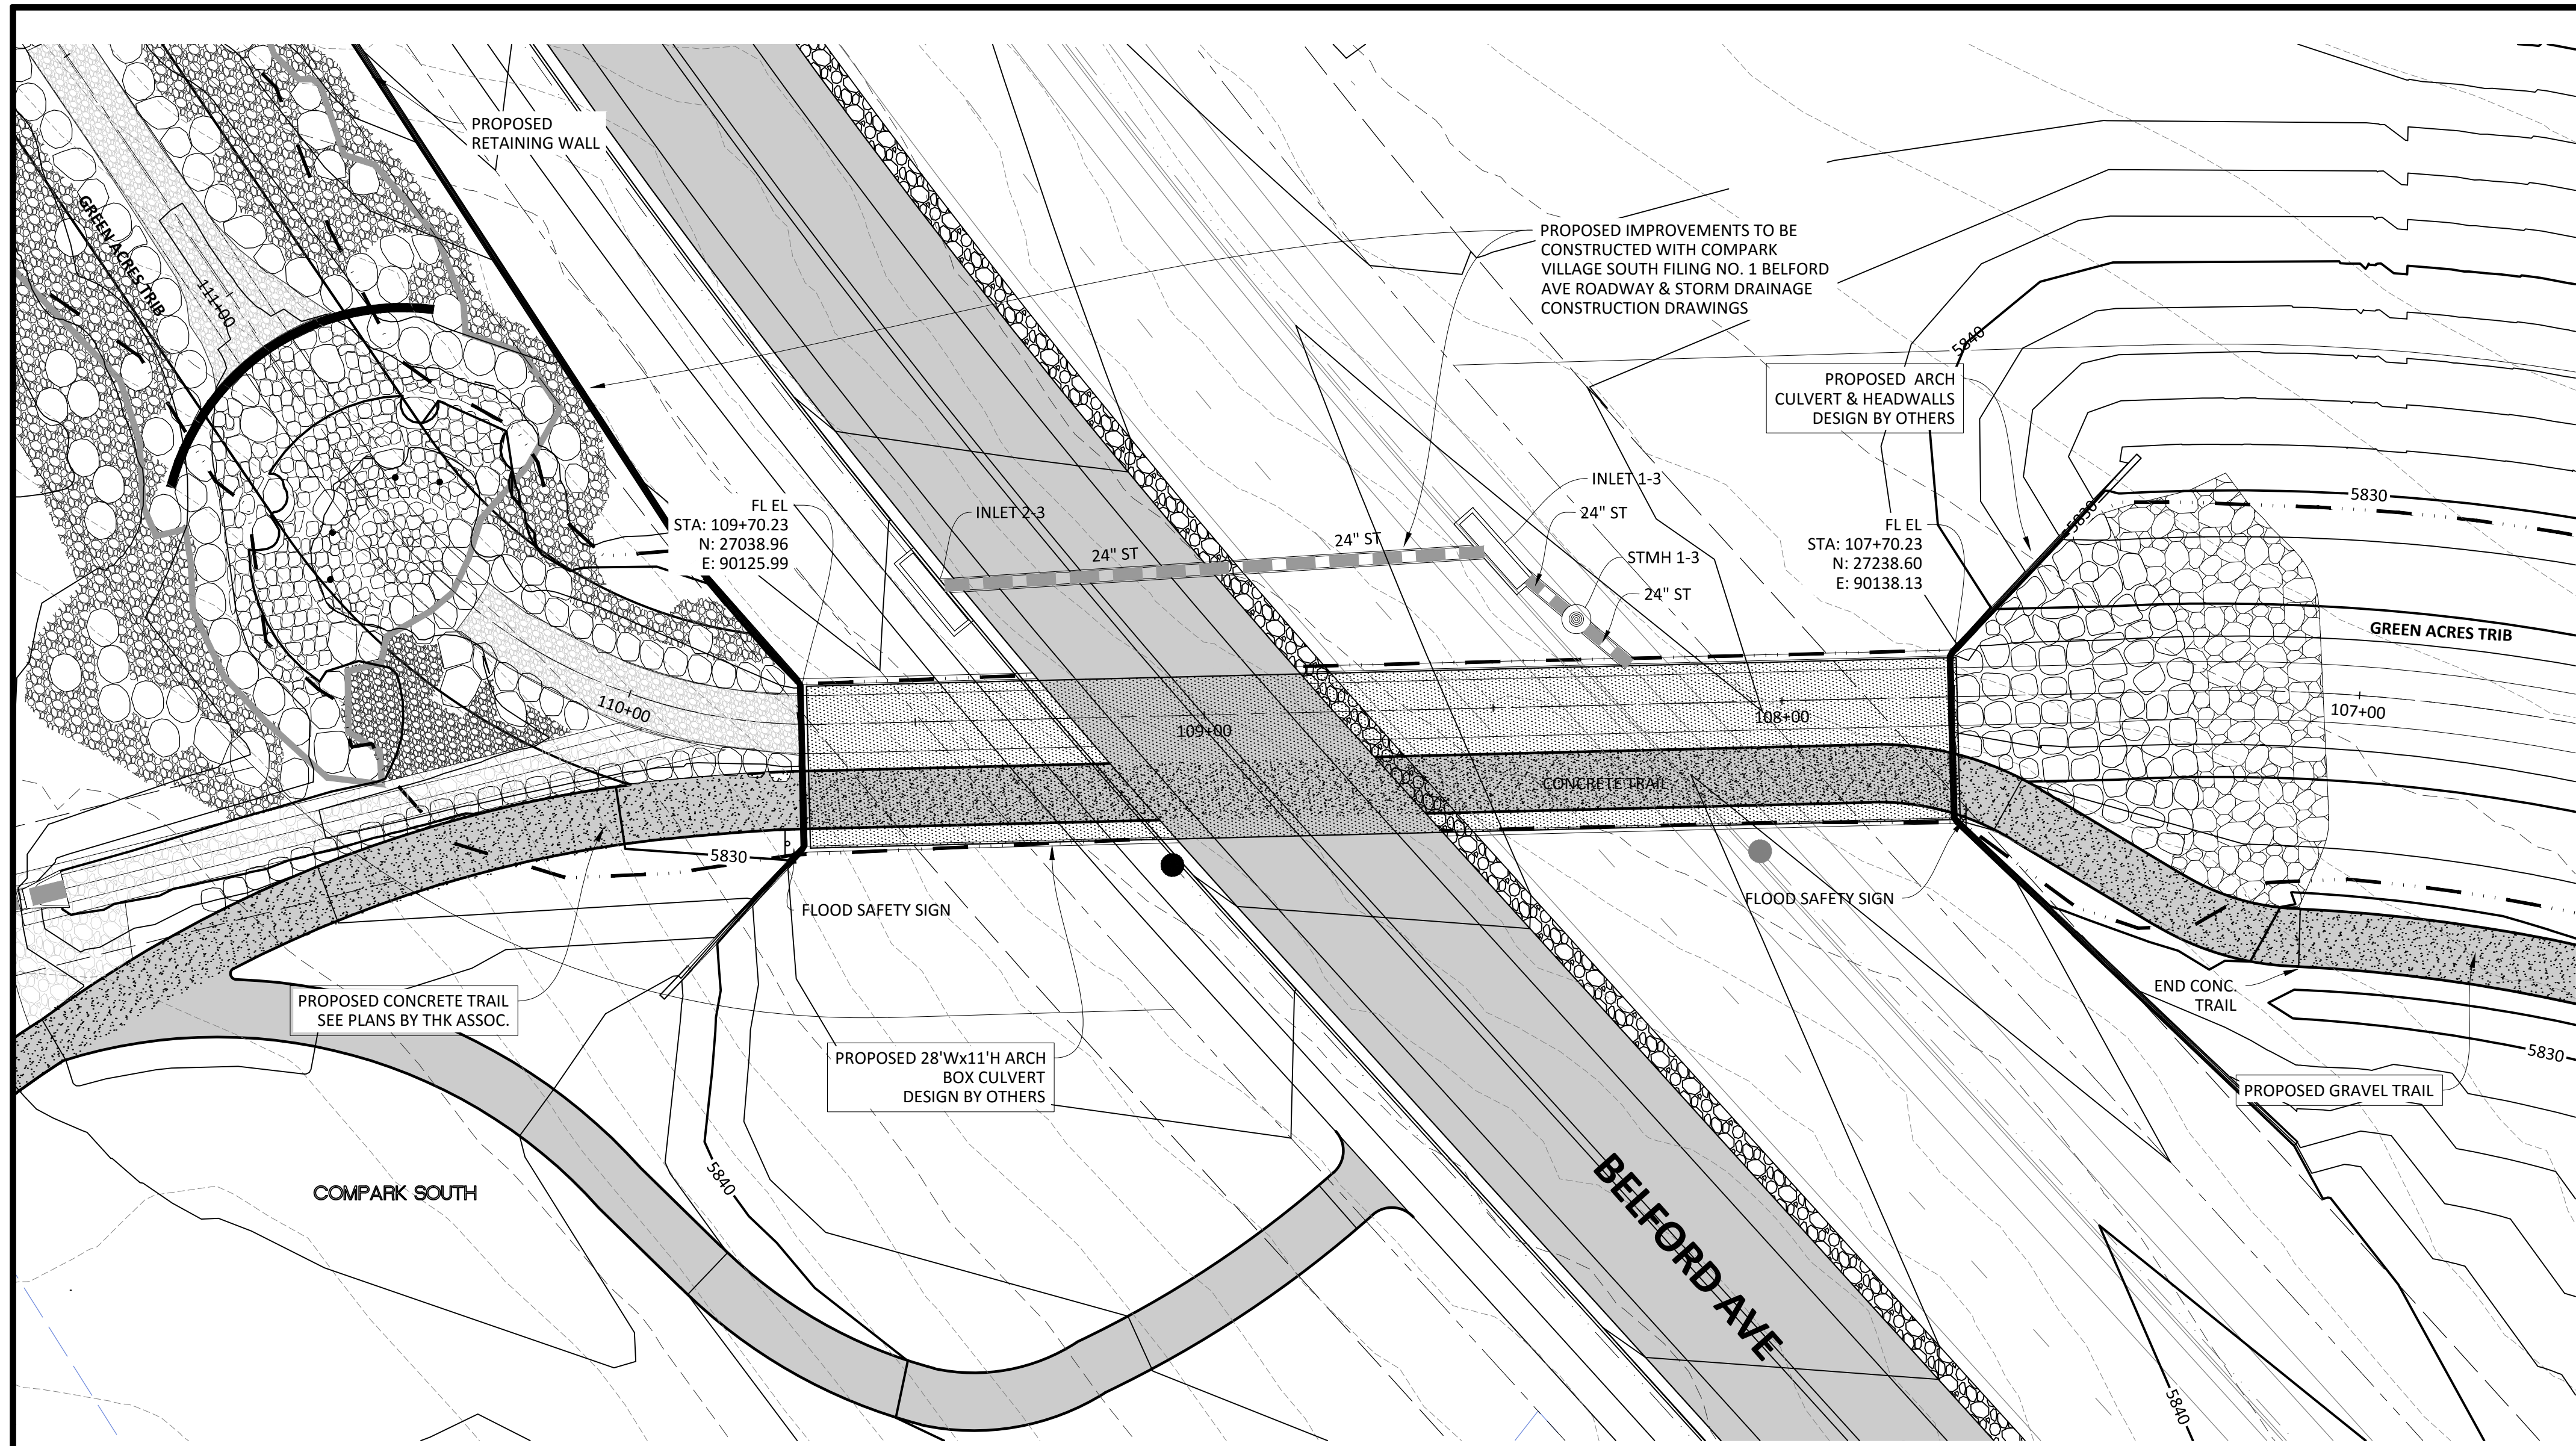 PROPOSED
RETAINING WALL
GREEN ACRES TRIB
111+00
PROPOSED IMPROVEMENTS TO BE
CONSTRUCTED WITH COMPARK
VILLAGE SOUTH FILING NO. 1 BELFORD
AVE ROADWAY & STORM DRAINAGE
CONSTRUCTION DRAWINGS
5840
PROPOSED ARCH
CULVERT & HEADWALLS
DESIGN BY OTHERS
FL EL
STA: 109+70.23
N: 27038.96
E: 90125.99
INLET 2-3
24" ST
24" ST
INLET 1-3
24" ST
STMH 1-3
24" ST
FL EL
STA: 107+70.23
N: 27238.60
E: 90138.13
5830
5830
GREEN ACRES TRIB
110+00
109+00
108+00
107+00
CONCRETE TRAIL
5830
FLOOD SAFETY SIGN
FLOOD SAFETY SIGN
PROPOSED CONCRETE TRAIL
SEE PLANS BY THK ASSOC.
END CONC.
TRAIL
PROPOSED 28'Wx11'H ARCH
BOX CULVERT
DESIGN BY OTHERS
5830
PROPOSED GRAVEL TRAIL
5840
COMPARK SOUTH
BELFORD AVE
5840